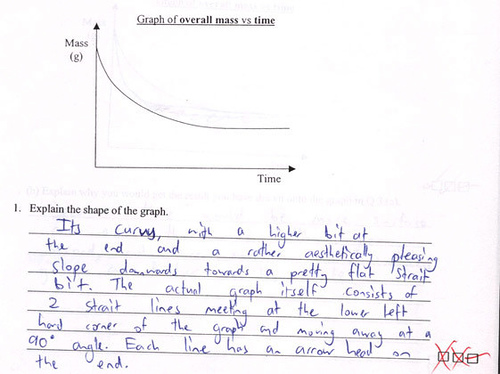 Graph of overall mass vs time
Mass
(g)
Time
1. Explain the shape of the graph.
Its curvy, with a higher bit at
the end and a rather aesthetically pleasing
slope downwards towards a pretty flat strait
bit. The actual graph itself consists of
2 strait lines meeting at the lower left
hand corner of the graph and moving away at a
90° angle. Each line has an arrow head on
the end.